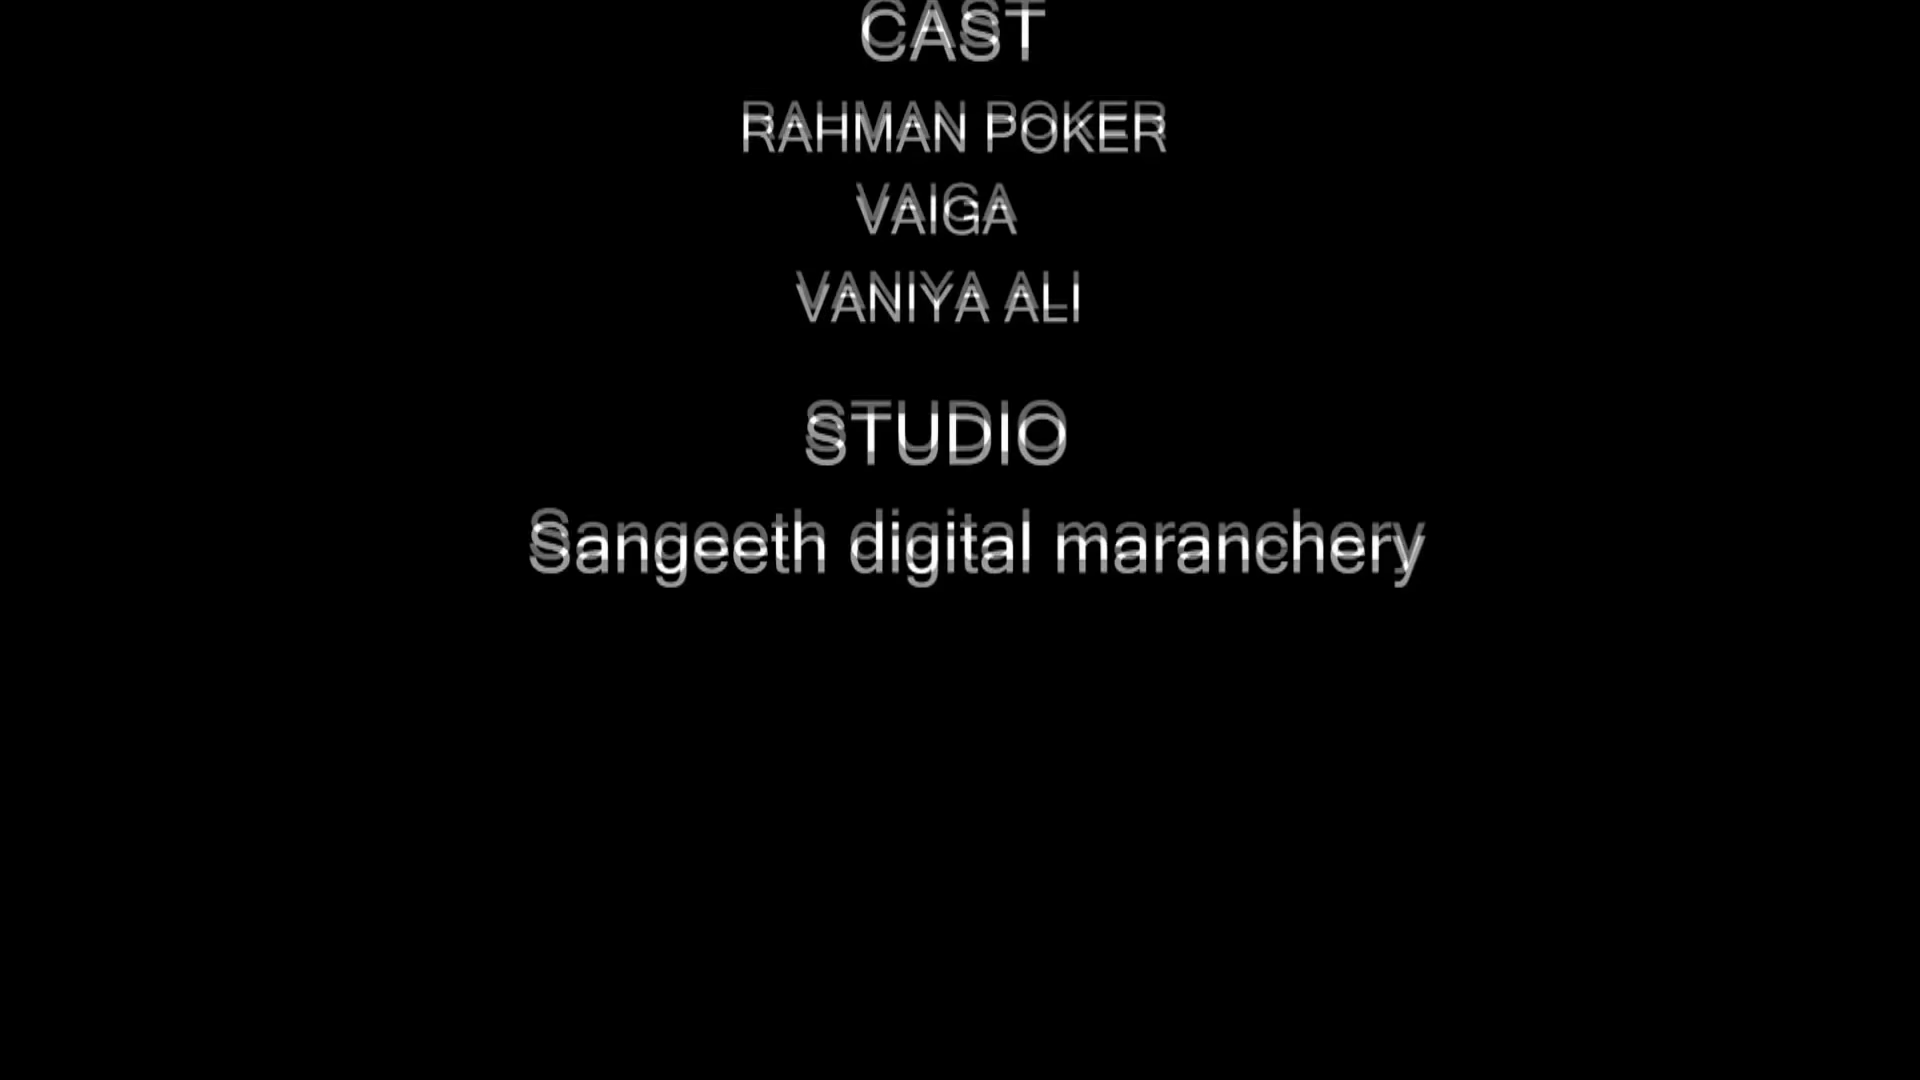 CAST
RAHMAN POKER
VAIGA
VANIYA ALI
STUDIO
Sangeeth digital maranchery